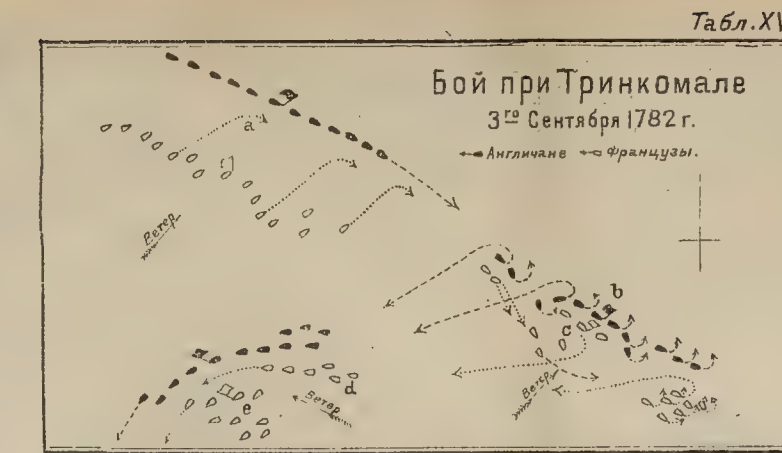 Табл.XV
Бой при Тринкомале
3го Сентября 1782 г.
Англичане Французы.
a
Ветер
b
c
Ветер
d
e
Ветер